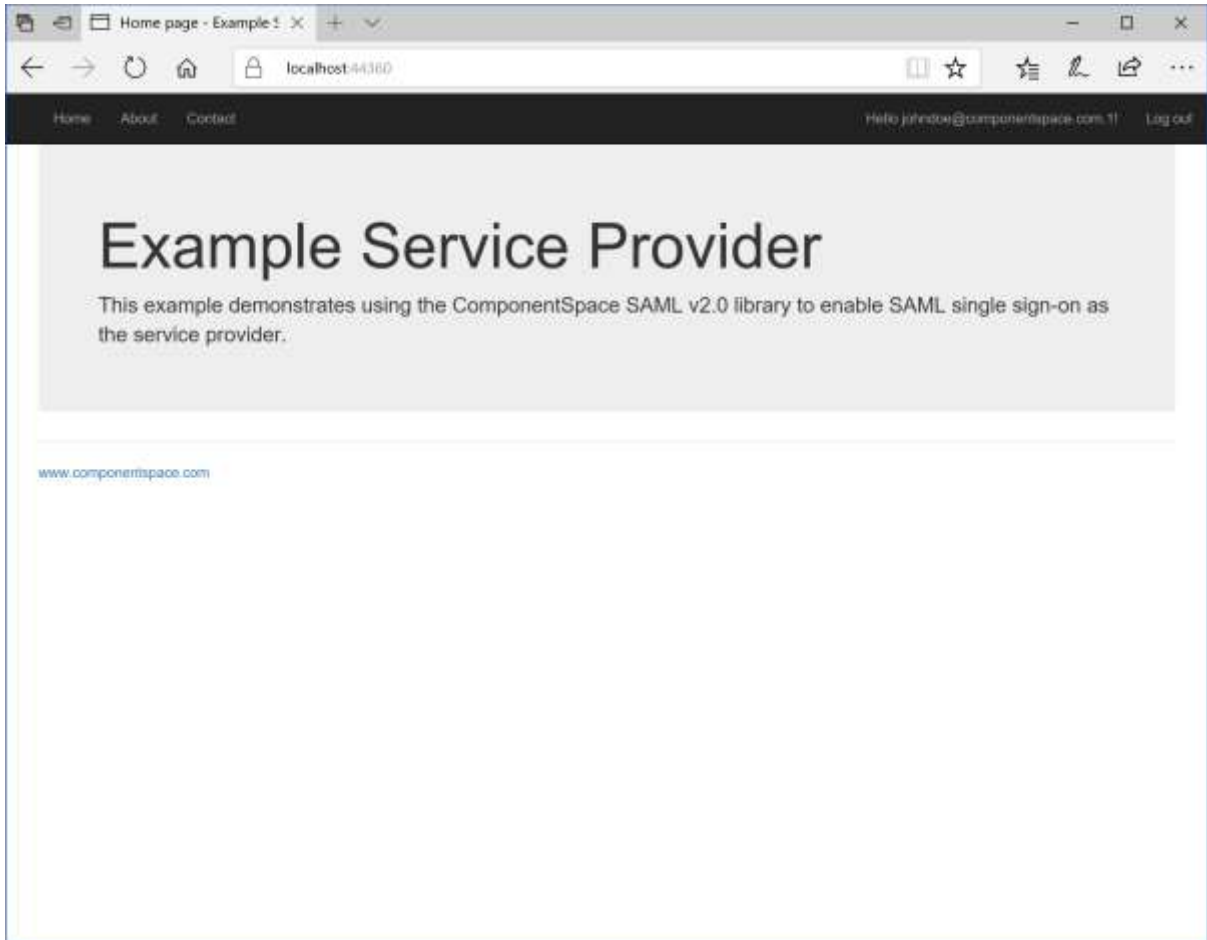 Home page - Example S
localhost:44360
Home About Contact Hello johndoe@componentspace.com.1! Log out
Example Service Provider
This example demonstrates using the ComponentSpace SAML v2.0 library to enable SAML single sign-on as
the service provider.
www.componentspace.com